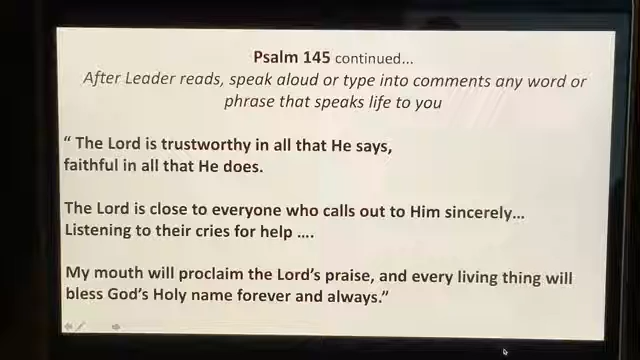 Psalm 145 continued...
After Leader reads, speak aloud or type into comments any word or
phrase that speaks life to you
“ The Lord is trustworthy in all that He says,
faithful in all that He does.
The Lord is close to everyone who calls out to Him sincerely...
Listening to their cries for help ....
My mouth will proclaim the Lord’s praise, and every living thing will
bless God’s Holy name forever and always.”